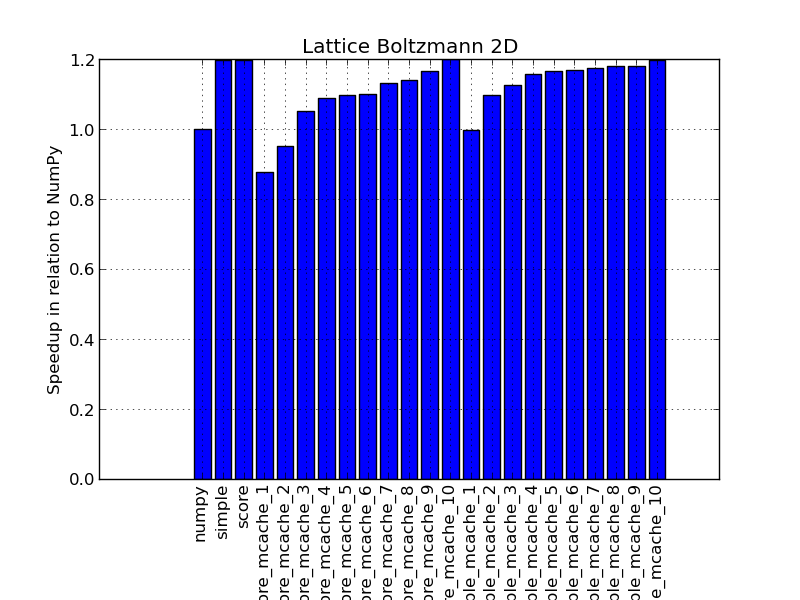 Lattice Boltzmann 2D
Speedup in relation to NumPy
1.2
1.0
0.8
0.6
0.4
0.2
0.0
numpy
simple
score
ore_mcache_1
ore_mcache_2
ore_mcache_3
ore_mcache_4
ore_mcache_5
ore_mcache_6
ore_mcache_7
ore_mcache_8
ore_mcache_9
re_mcache_10
ple_mcache_1
ple_mcache_2
ple_mcache_3
ple_mcache_4
ple_mcache_5
ple_mcache_6
ple_mcache_7
ple_mcache_8
ple_mcache_9
e_mcache_10